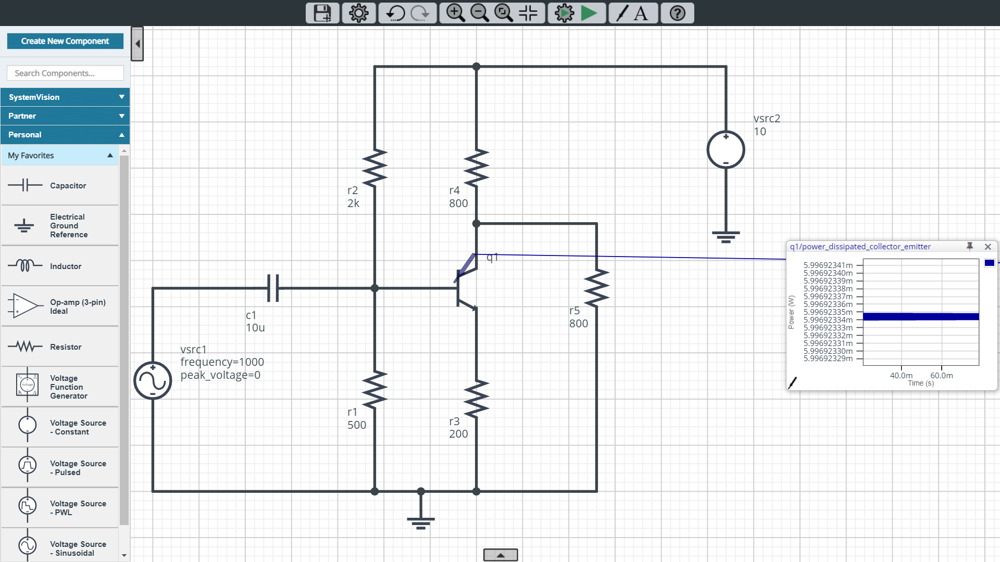 Create New Component
Search Components...
SystemVision
Partner
Personal
My Favorites
Capacitor
Electrical
Ground
Reference
Inductor
Op-amp (3-pin)
Ideal
Resistor
Voltage
Function
Generator
Voltage Source
- Constant
Voltage Source
- Pulsed
Voltage Source
- PWL
Voltage Source
- Sinusoidal
A
?
vsrc2
10
r2
2k
r4
800
q1
c1
10u
r5
800
vsrc1
frequency=1000
peak_voltage=0
r1
500
r3
200
q1/power_dissipated_collector_emitter
Power (W)
5.99692341m
5.99692340m
5.99692339m
5.99692338m
5.99692337m
5.99692336m
5.99692335m
5.99692334m
5.99692333m
5.99692332m
5.99692331m
5.99692330m
5.99692329m
40.0m 60.0m
Time (s)